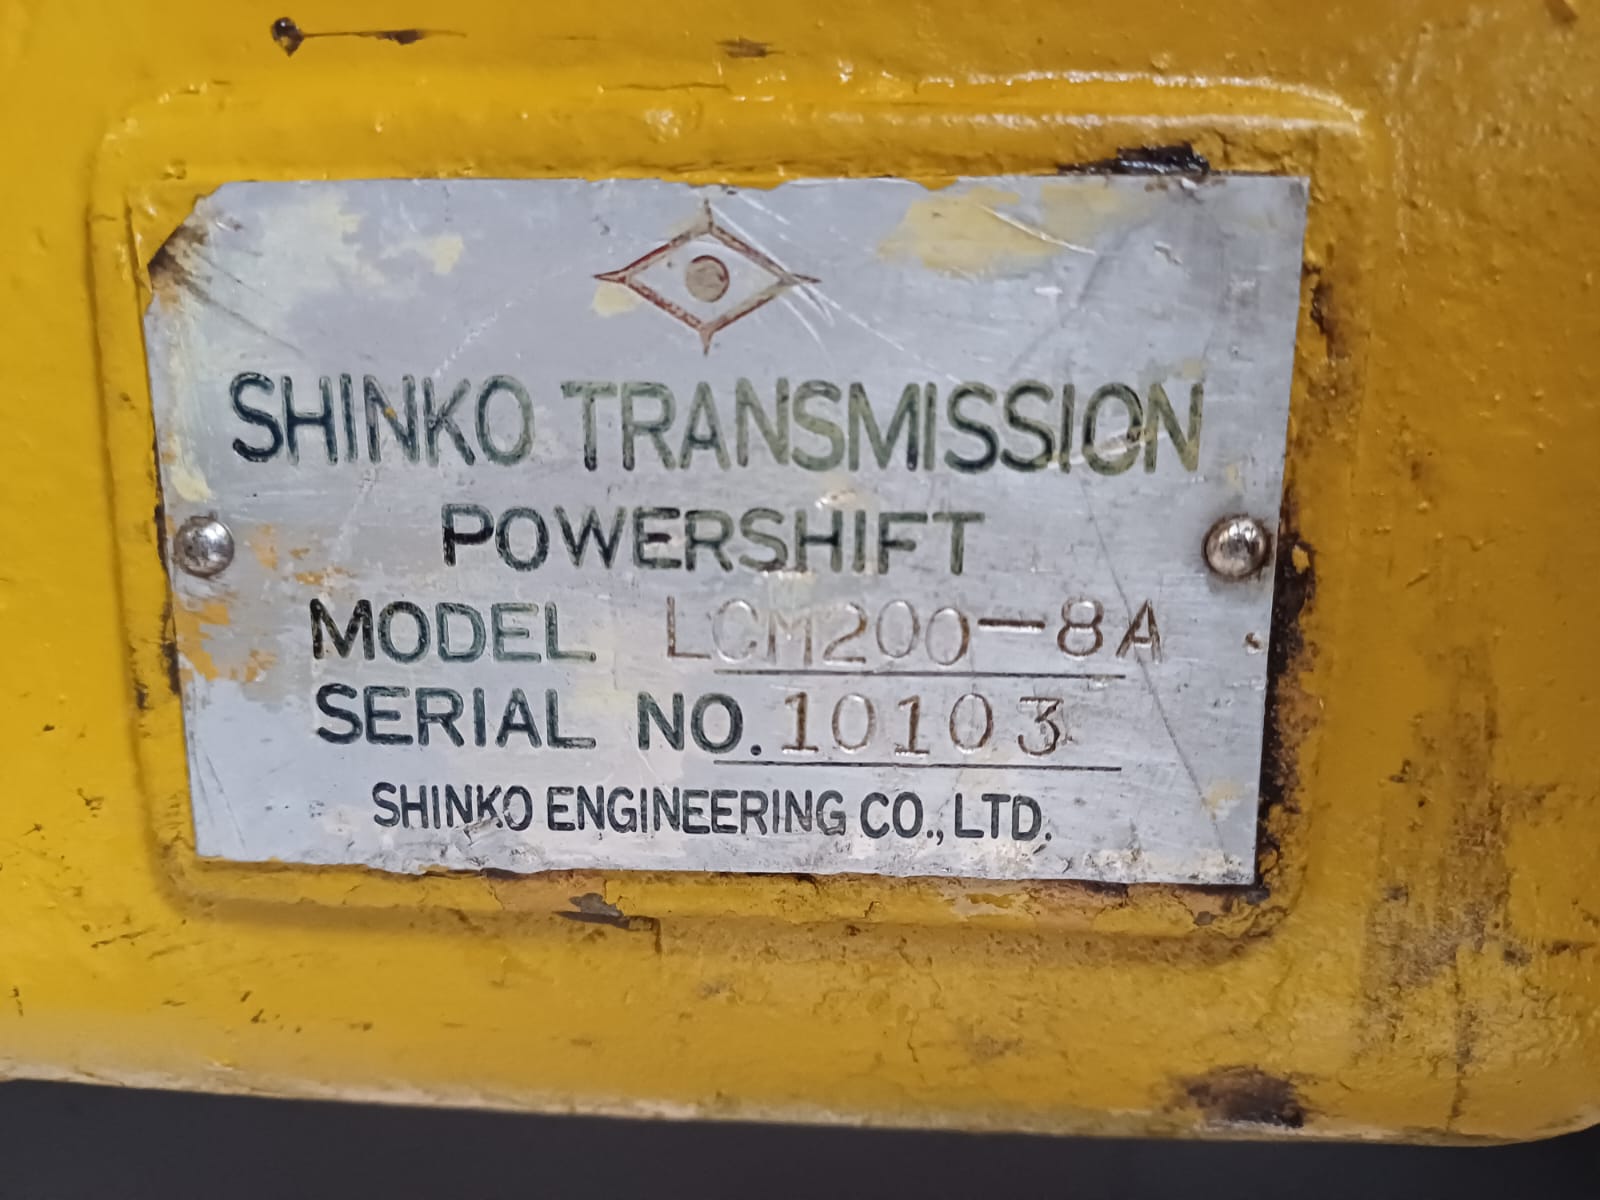 SHINKO TRANSMISSION
POWERSHIFT
MODEL LCM200-8A
SERIAL NO. 10103
SHINKO ENGINEERING CO., LTD.